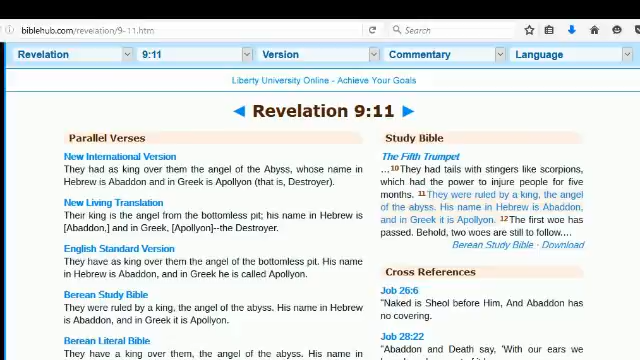 biblehub.com/revelation/9-11.htm
Search
Revelation
9:11
Version
Commentary
Language
Liberty University Online - Achieve Your Goals
◄ Revelation 9:11 ►
Parallel Verses
New International Version
They had as king over them the angel of the Abyss, whose name in
Hebrew is Abaddon and in Greek is Apollyon (that is, Destroyer).
New Living Translation
Their king is the angel from the bottomless pit; his name in Hebrew is
[Abaddon,] and in Greek, [Apollyon]--the Destroyer.
English Standard Version
They have as king over them the angel of the bottomless pit. His name
in Hebrew is Abaddon, and in Greek he is called Apollyon.
Berean Study Bible
They were ruled by a king, the angel of the abyss. His name in Hebrew
is Abaddon, and in Greek it is Apollyon.
Berean Literal Bible
They have a king over them, the angel of the abyss. His name in
Study Bible
The Fifth Trumpet
...10They had tails with stingers like scorpions,
which had the power to injure people for five
months. 11They were ruled by a king, the angel
of the abyss. His name in Hebrew is Abaddon,
and in Greek it is Apollyon. 12The first woe has
passed. Behold, two woes are still to follow....
Berean Study Bible · Download
Cross References
Job 26:6
"Naked is Sheol before Him, And Abaddon has
no covering.
Job 28:22
"Abaddon and Death say, 'With our ears we